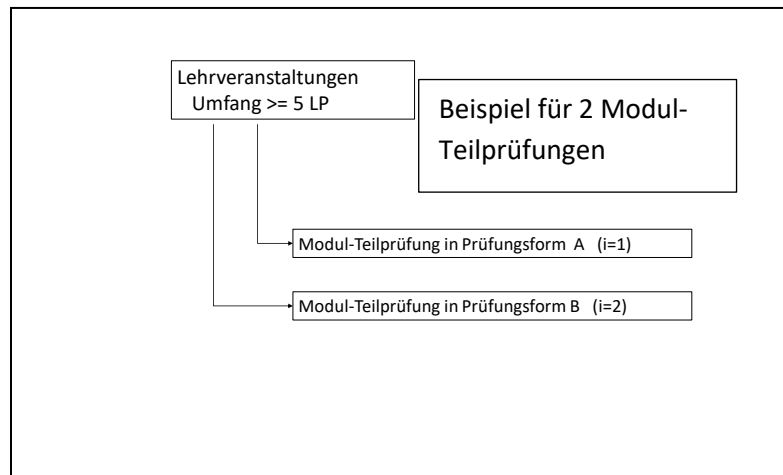 Lehrveranstaltungen
Umfang >= 5 LP
Beispiel für 2 Modul-
Teilprüfungen
Modul-Teilprüfung in Prüfungsform A (i=1)
Modul-Teilprüfung in Prüfungsform B (i=2)